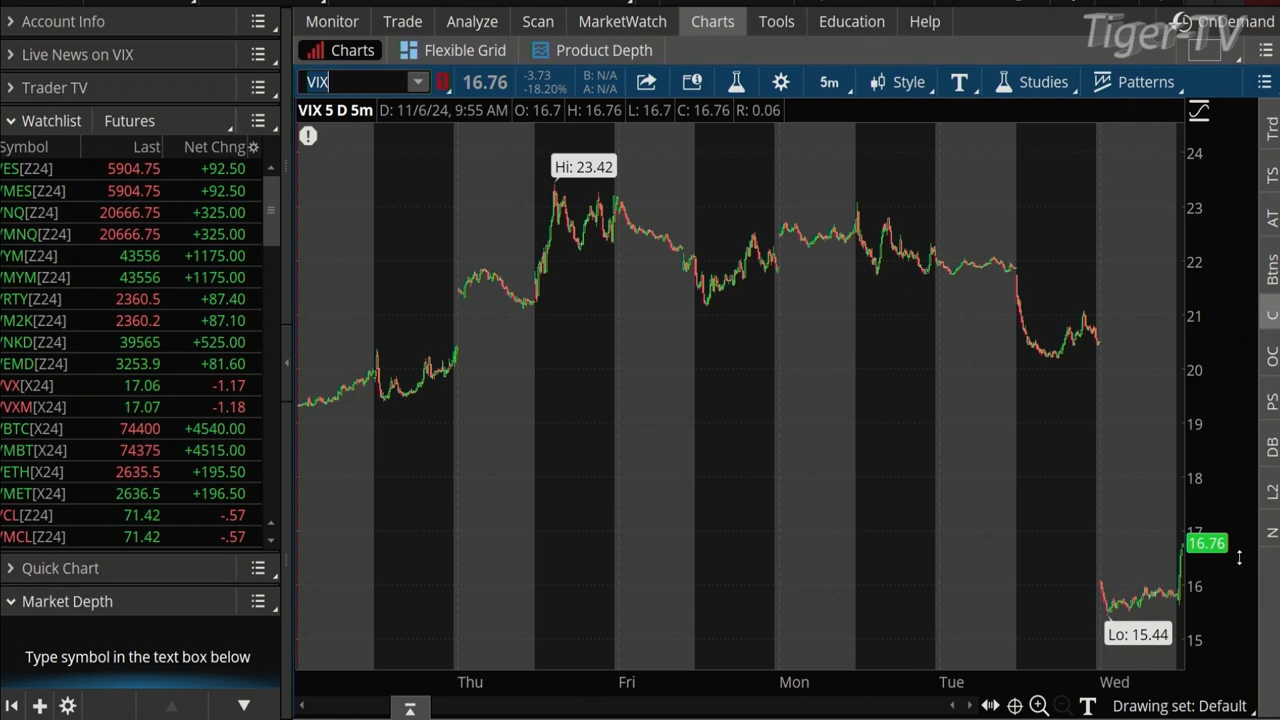 Account Info
Monitor Trade Analyze Scan MarketWatch Charts Tools Education Help
OnDemand
Tiger-TV
Live News on VIX
Charts Flexible Grid Product Depth
Trader TV
VIX 16.76 -3.73 -18.20% B: N/A A: N/A 5m Style T Studies Patterns
VIX 5 D 5m D: 11/6/24, 9:55 AM O: 16.7 H: 16.76 L: 16.7 C: 16.76 R: 0.06
Watchlist Futures
Symbol Last Net Chng
/ES[Z24] 5904.75 +92.50
/MES[Z24] 5904.75 +92.50
/NQ[Z24] 20666.75 +325.00
/MNQ[Z24] 20666.75 +325.00
/YM[Z24] 43556 +1175.00
/MYM[Z24] 43556 +1175.00
/RTY[Z24] 2360.5 +87.40
/M2K[Z24] 2360.2 +87.10
/NKD[Z24] 39565 +525.00
/EMD[Z24] 3253.9 +81.60
/VX[X24] 17.06 -1.17
/VXM[X24] 17.07 -1.18
/BTC[X24] 74400 +4540.00
/MBT[X24] 74375 +4515.00
/ETH[X24] 2635.5 +195.50
/MET[X24] 2636.5 +196.50
/CL[Z24] 71.42 -.57
/MCL[Z24] 71.42 -.57
Quick Chart
Market Depth
Type symbol in the text box below
Hi: 23.42
Lo: 15.44
24
23
22
21
20
19
18
17
16.76
16
15
Thu Fri Mon Tue Wed
T Drawing set: Default
Trd
TS
AT
Btns
C
OC
PS
DB
L2
N